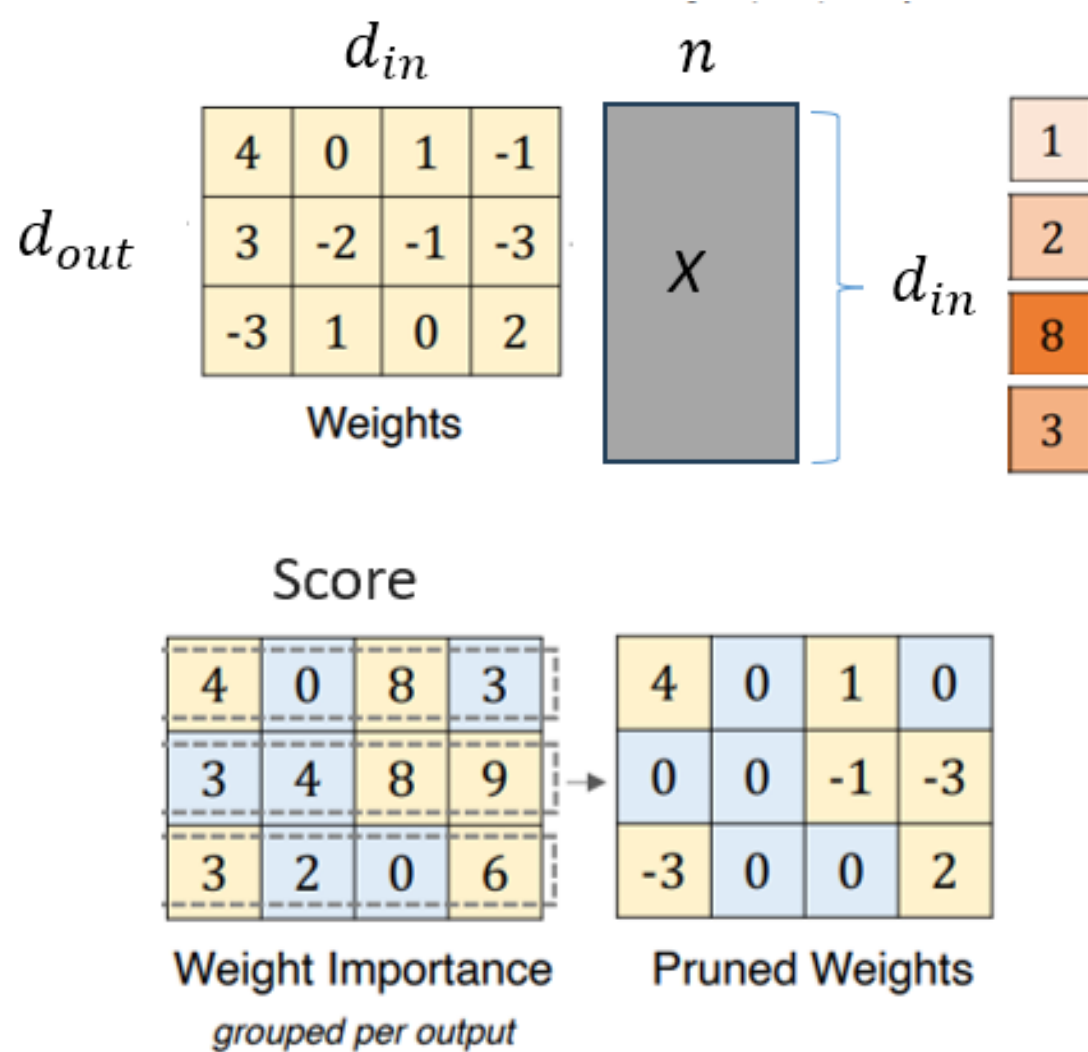 d_in n
4 0 1 -1 1
d_out 3 -2 -1 -3 X d_in 2
-3 1 0 2 8
Weights 3
Score
4 0 8 3 4 0 1 0
3 4 8 9 0 0 -1 -3
3 2 0 6 -3 0 0 2
Weight Importance Pruned Weights
grouped per output